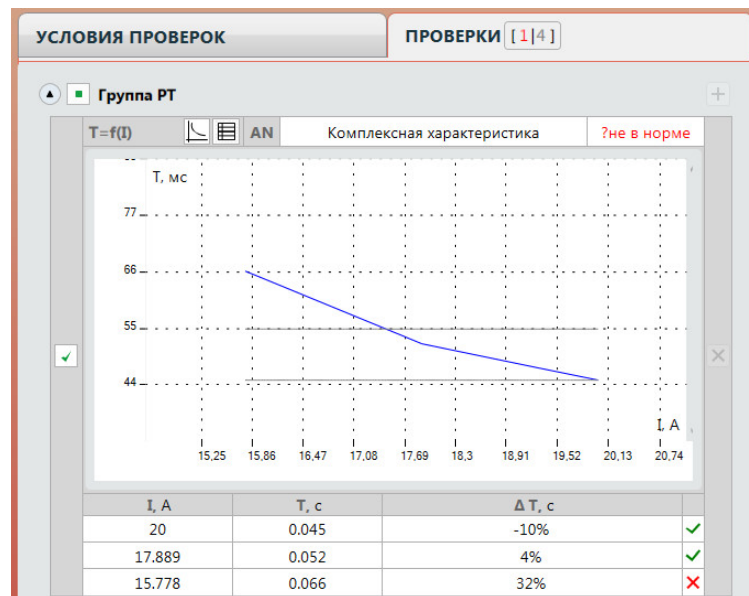 УСЛОВИЯ ПРОВЕРОК ПРОВЕРКИ [1|4]
Группа РТ
T=f(I) AN Комплексная характеристика ?не в норме
T, мс
77
66
55
44
I, A
15,25 15,86 16,47 17,08 17,69 18,3 18,91 19,52 20,13 20,74
I, A T, с Δ T, с
20 0.045 -10%
17.889 0.052 4%
15.778 0.066 32%